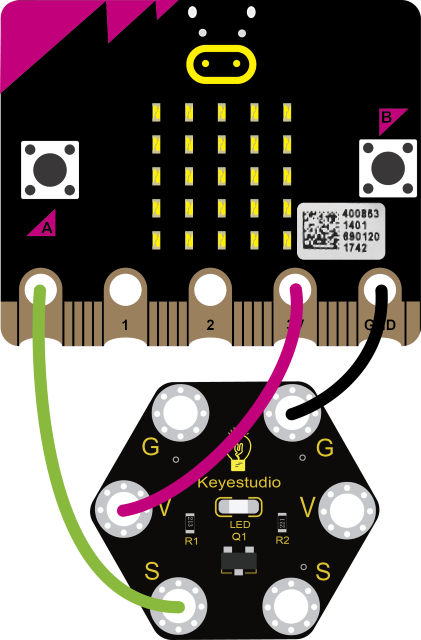 B
A
400863
1401
690120
1742
1
2
3V
GND
G
G
Keyestudio
V
V
LED
Q1
R1
R2
S
S